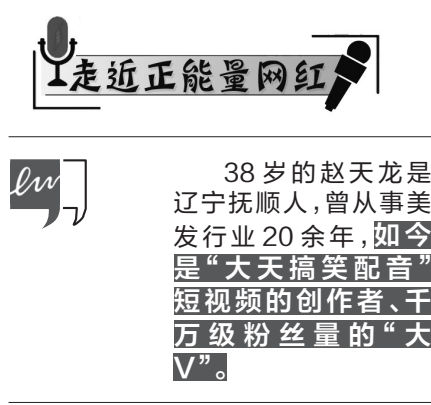 走近正能量网红
lw
38岁的赵天龙是
辽宁抚顺人，曾从事美
发行业20余年，如今
是“大天搞笑配音”
短视频的创作者、千
万级粉丝量的“大
V”。